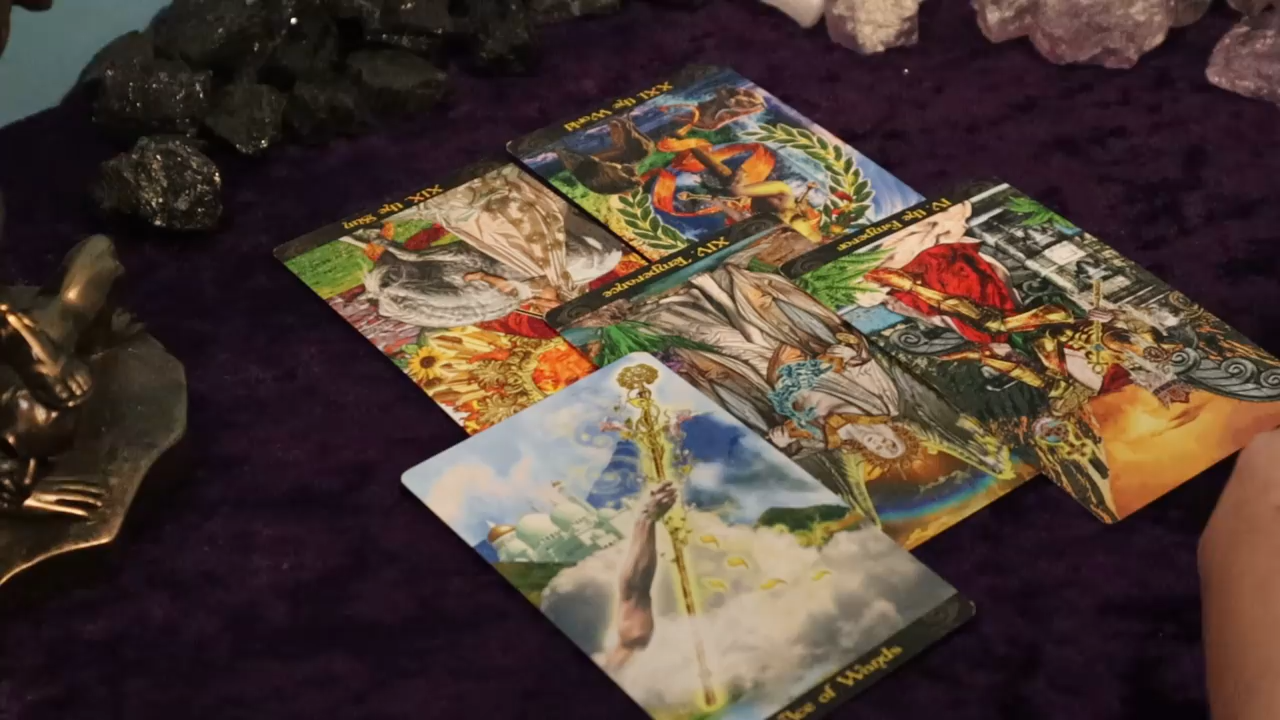 XXI the World
XIX the Sun
XIV Temperance
IV the Emperor
Ace of Wands